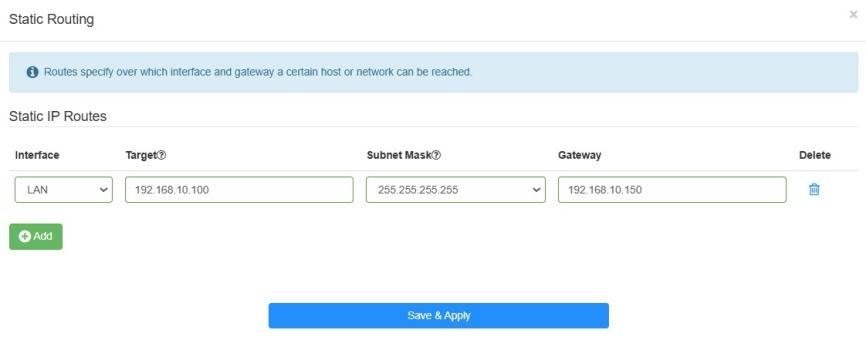 Static Routing
×
Routes specify over which interface and gateway a certain host or network can be reached.
Static IP Routes
Interface Target Subnet Mask Gateway Delete
LAN 192.168.10.100 255.255.255.255 192.168.10.150
Add
Save & Apply